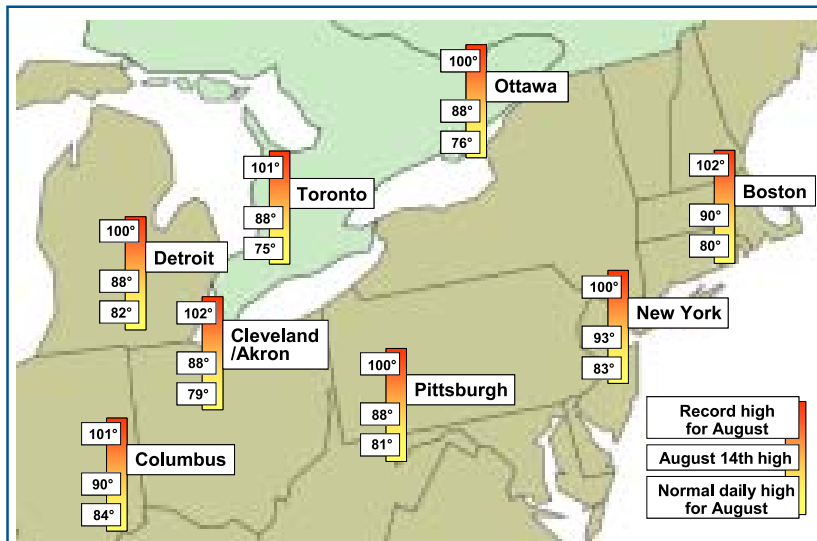 100°
88°
76°
Ottawa
101°
88°
75°
Toronto
102°
90°
80°
Boston
100°
88°
82°
Detroit
102°
88°
79°
Cleveland
/Akron
100°
93°
83°
New York
100°
88°
81°
Pittsburgh
101°
90°
84°
Columbus
Record high
for August
August 14th high
Normal daily high
for August